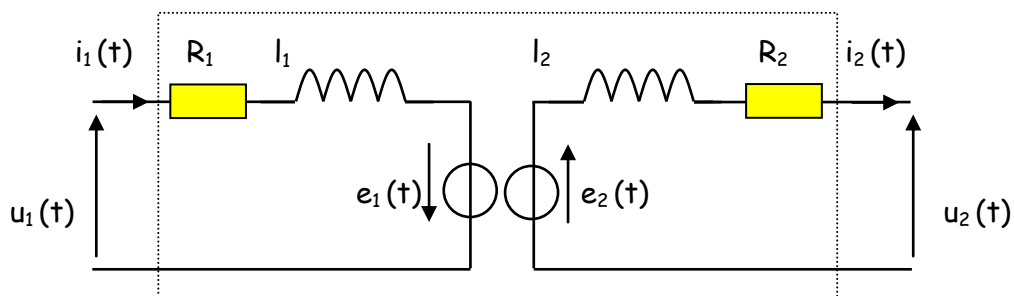 i₁ (t) R₁ l₁ l₂ R₂ i₂ (t)
u₁ (t) e₁ (t) e₂ (t) u₂ (t)